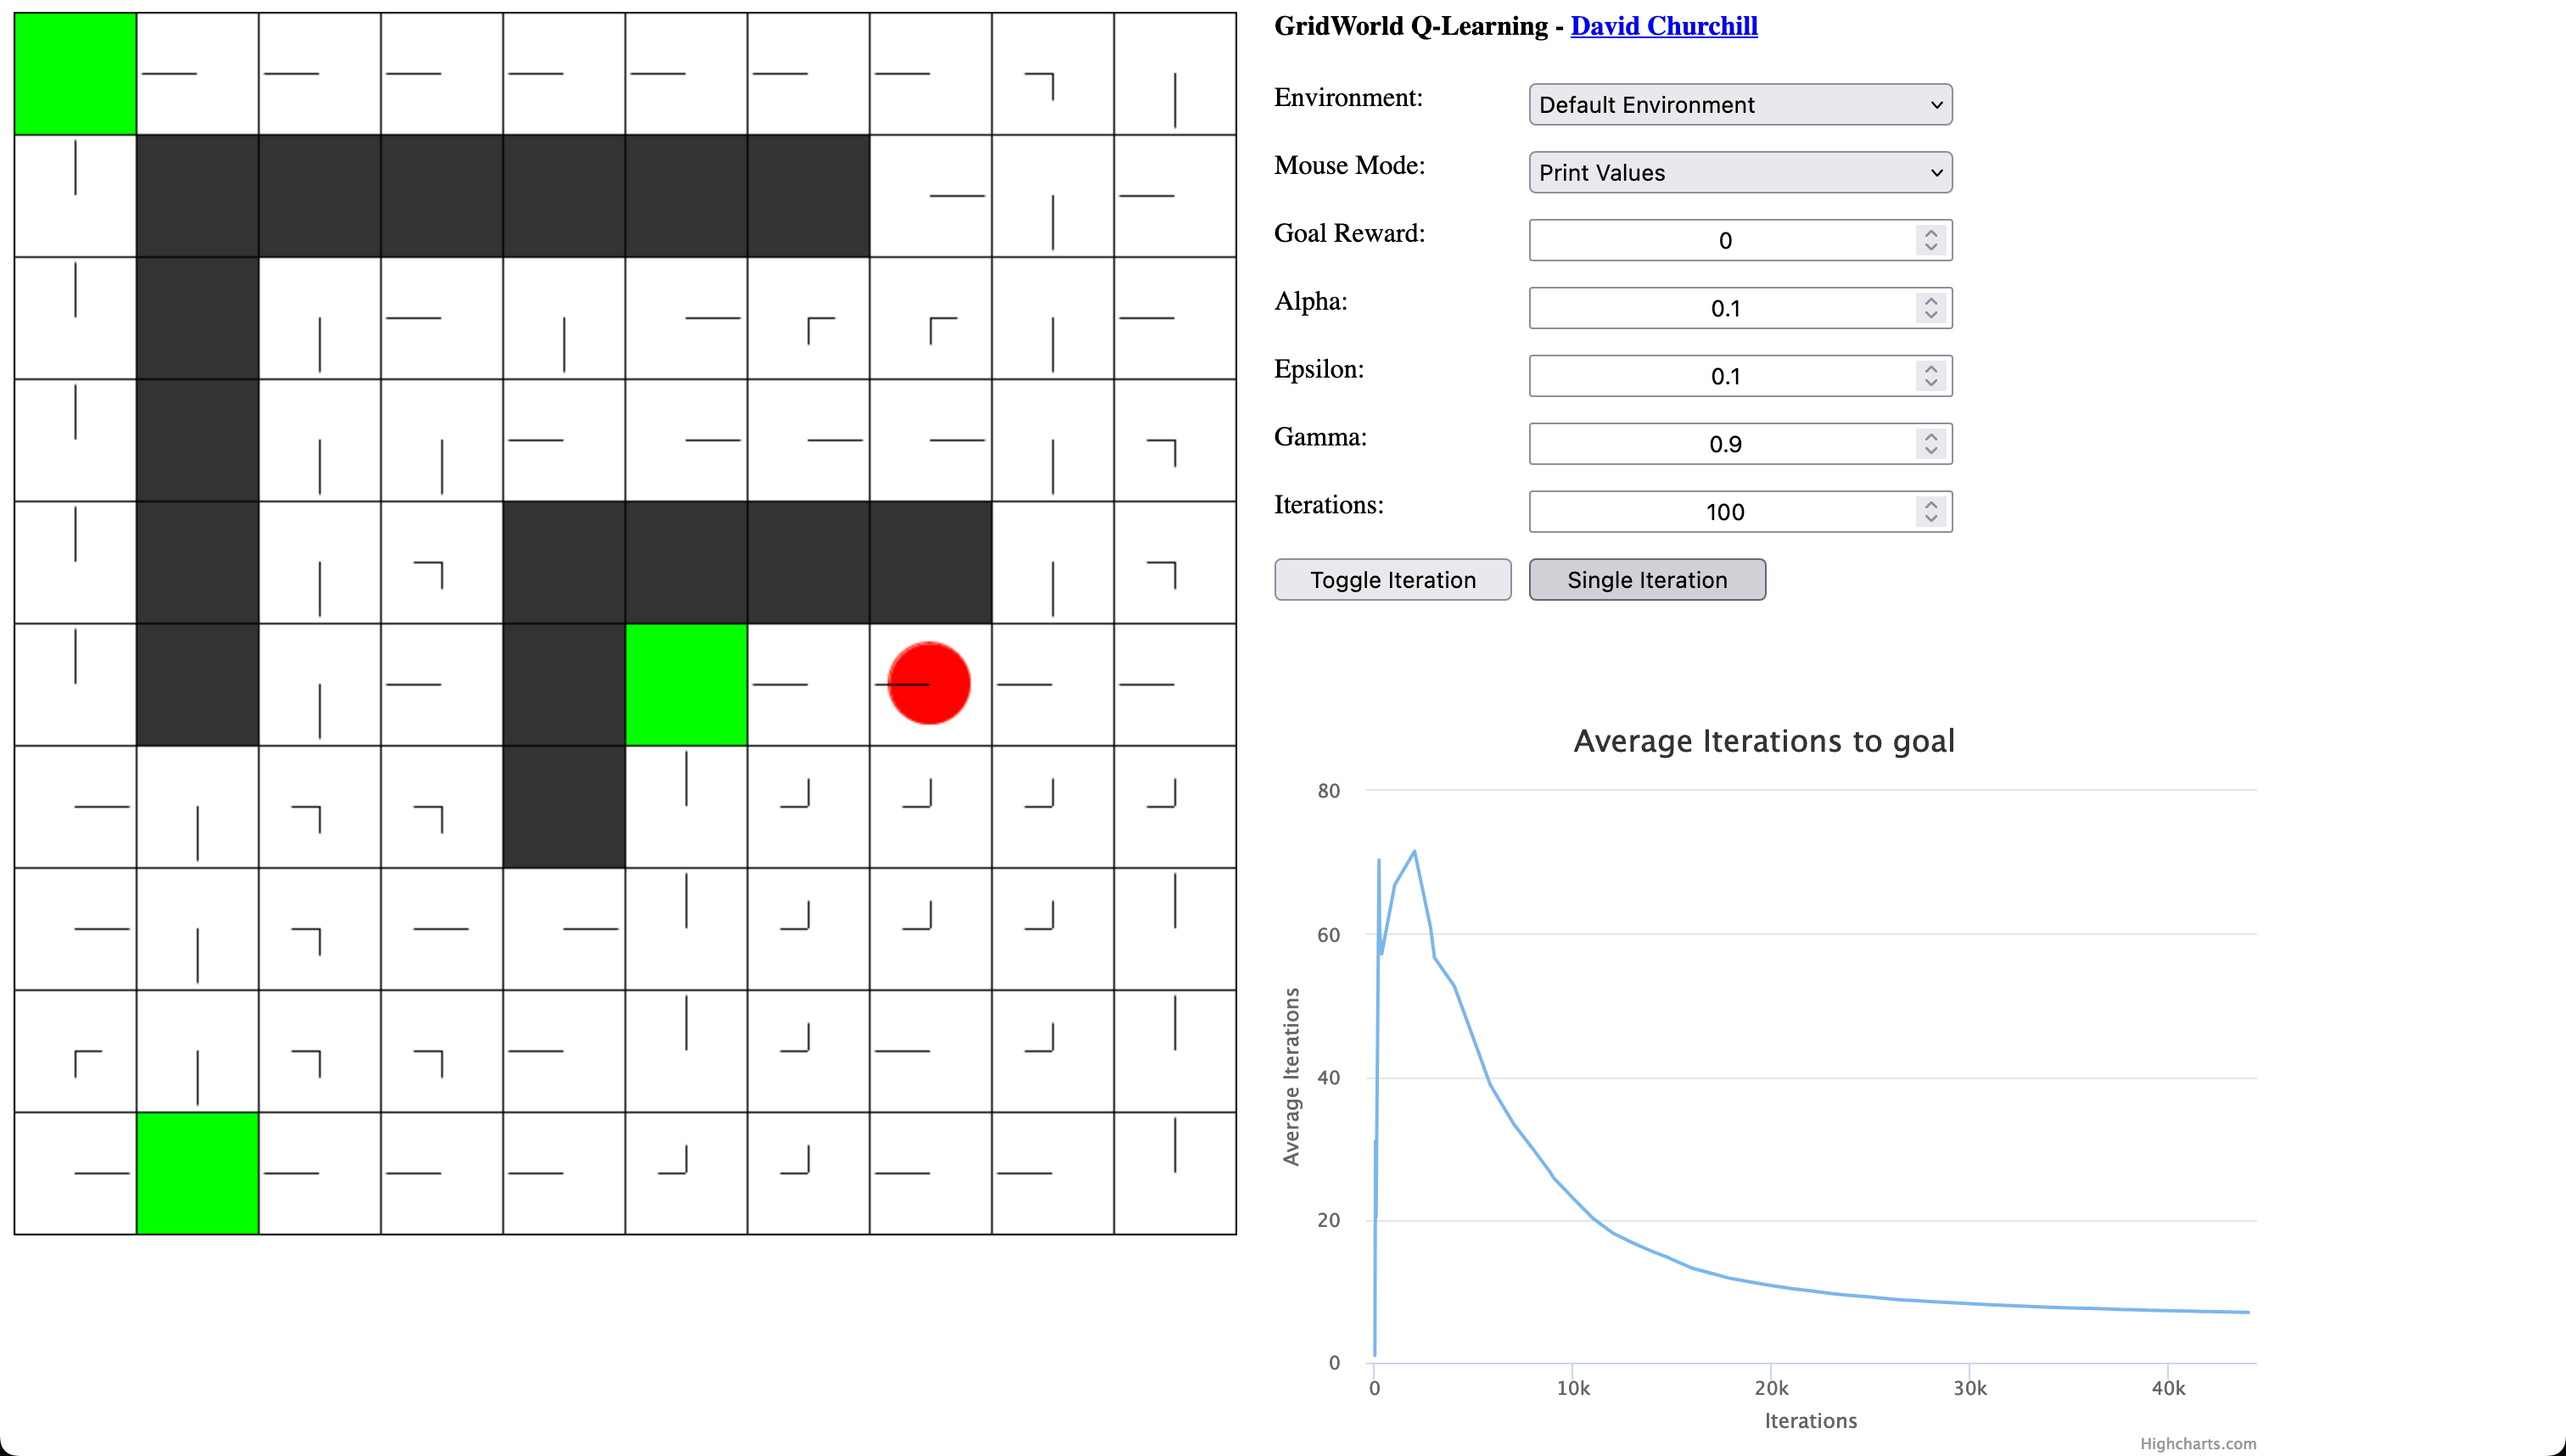 GridWorld Q-Learning - David Churchill
Environment: Default Environment
Mouse Mode: Print Values
Goal Reward: 0
Alpha: 0.1
Epsilon: 0.1
Gamma: 0.9
Iterations: 100
Toggle Iteration Single Iteration
Average Iterations to goal
80
60
40
20
0
Average Iterations
0 10k 20k 30k 40k
Iterations
Highcharts.com